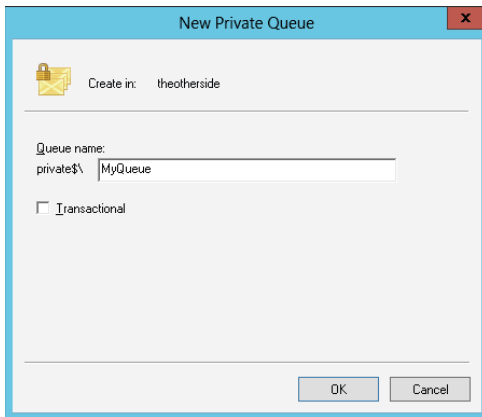 New Private Queue
x
Create in: theotherside
Queue name:
private$\ MyQueue
Transactional
OK Cancel